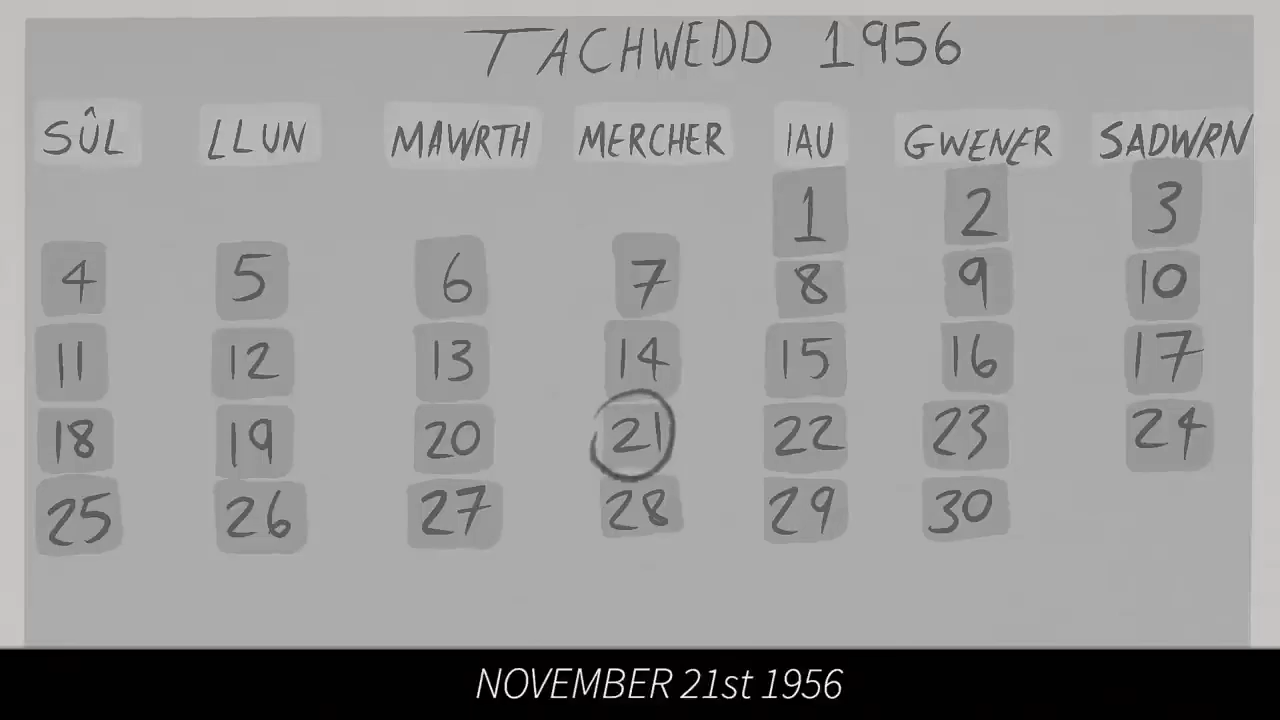 TACHWEDD 1956
SÛL LLUN MAWRTH MERCHER IAU GWENER SADWRN
1 2 3
4 5 6 7 8 9 10
11 12 13 14 15 16 17
18 19 20 21 22 23 24
25 26 27 28 29 30
NOVEMBER 21st 1956